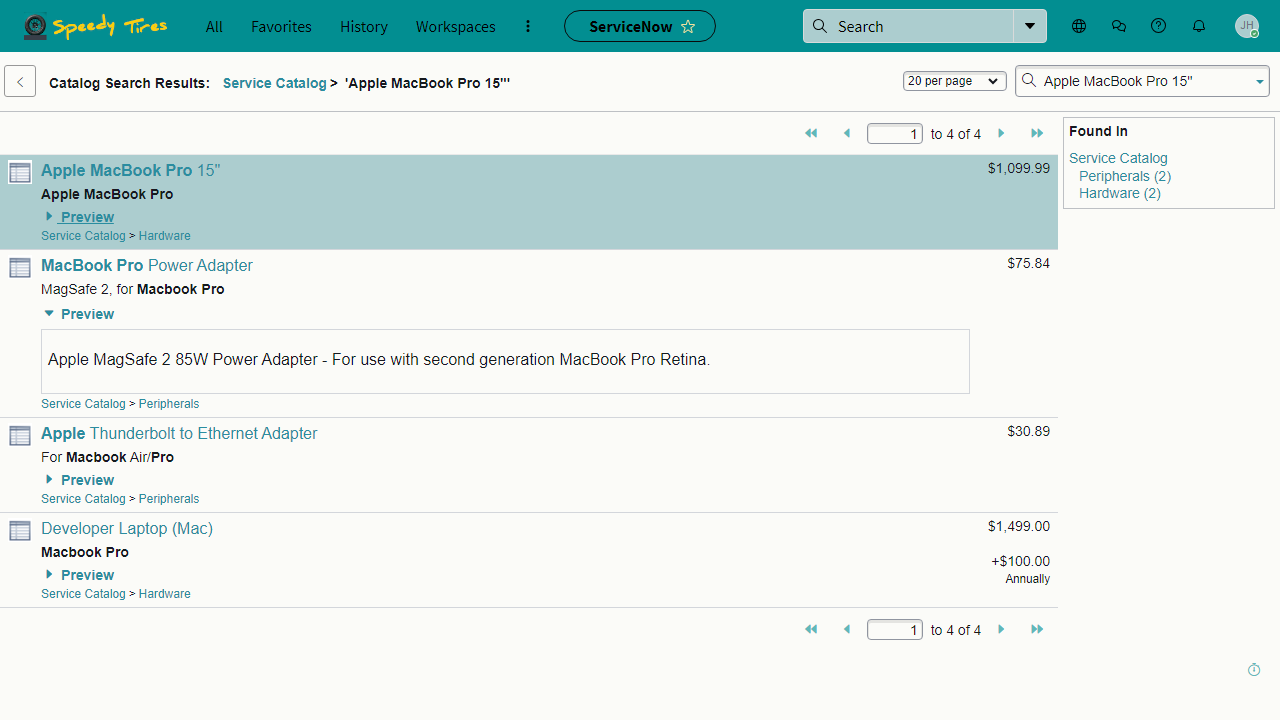 Speedy Tires
All
Favorites
History
Workspaces
ServiceNow
Search
JH
Catalog Search Results: Service Catalog > 'Apple MacBook Pro 15"'
20 per page
Apple MacBook Pro 15"
1 to 4 of 4
Found In
Service Catalog
Peripherals (2)
Hardware (2)
Apple MacBook Pro 15" $1,099.99
Apple MacBook Pro
Preview
Service Catalog > Hardware
MacBook Pro Power Adapter $75.84
MagSafe 2, for Macbook Pro
Preview
Apple MagSafe 2 85W Power Adapter - For use with second generation MacBook Pro Retina.
Service Catalog > Peripherals
Apple Thunderbolt to Ethernet Adapter $30.89
For Macbook Air/Pro
Preview
Service Catalog > Peripherals
Developer Laptop (Mac) $1,499.00
Macbook Pro
+$100.00
Preview
Annually
Service Catalog > Hardware
1 to 4 of 4